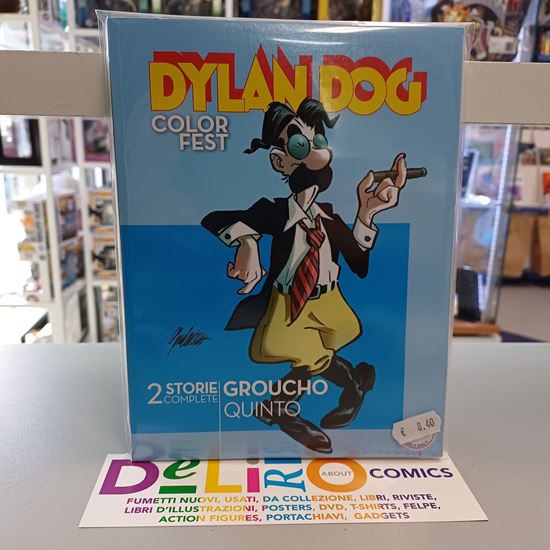 DYLAN DOG
COLOR
FEST
2 STORIE
COMPLETE
GROUCHO
QUINTO
€ 8.40
DeLiRiO
ABOUT
COMICS
FUMETTI NUOVI, USATI, DA COLLEZIONE, LIBRI, RIVISTE,
LIBRI D'ILLUSTRAZIONI, POSTERS, DVD, T-SHIRTS, FELPE,
ACTION FIGURES, PORTACHIAVI, GADGETS